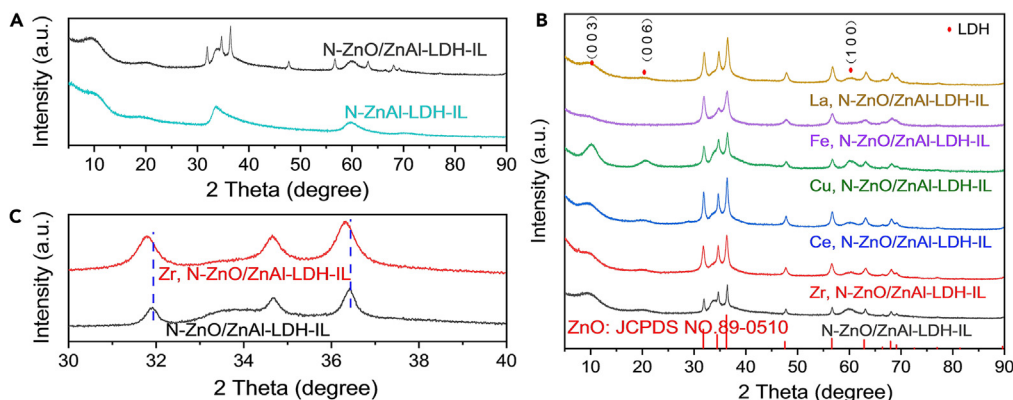 A
Intensity (a.u.)
N-ZnO/ZnAl-LDH-IL
N-ZnAl-LDH-IL
10 20 30 40 50 60 70 80 90
2 Theta (degree)
C
Intensity (a.u.)
Zr, N-ZnO/ZnAl-LDH-IL
N-ZnO/ZnAl-LDH-IL
30 32 34 36 38 40
2 Theta (degree)
B
Intensity (a.u.)
(003)
(006)
(100)
LDH
La, N-ZnO/ZnAl-LDH-IL
Fe, N-ZnO/ZnAl-LDH-IL
Cu, N-ZnO/ZnAl-LDH-IL
Ce, N-ZnO/ZnAl-LDH-IL
Zr, N-ZnO/ZnAl-LDH-IL
ZnO: JCPDS NO.89-0510
N-ZnO/ZnAl-LDH-IL
10 20 30 40 50 60 70 80 90
2 Theta (degree)